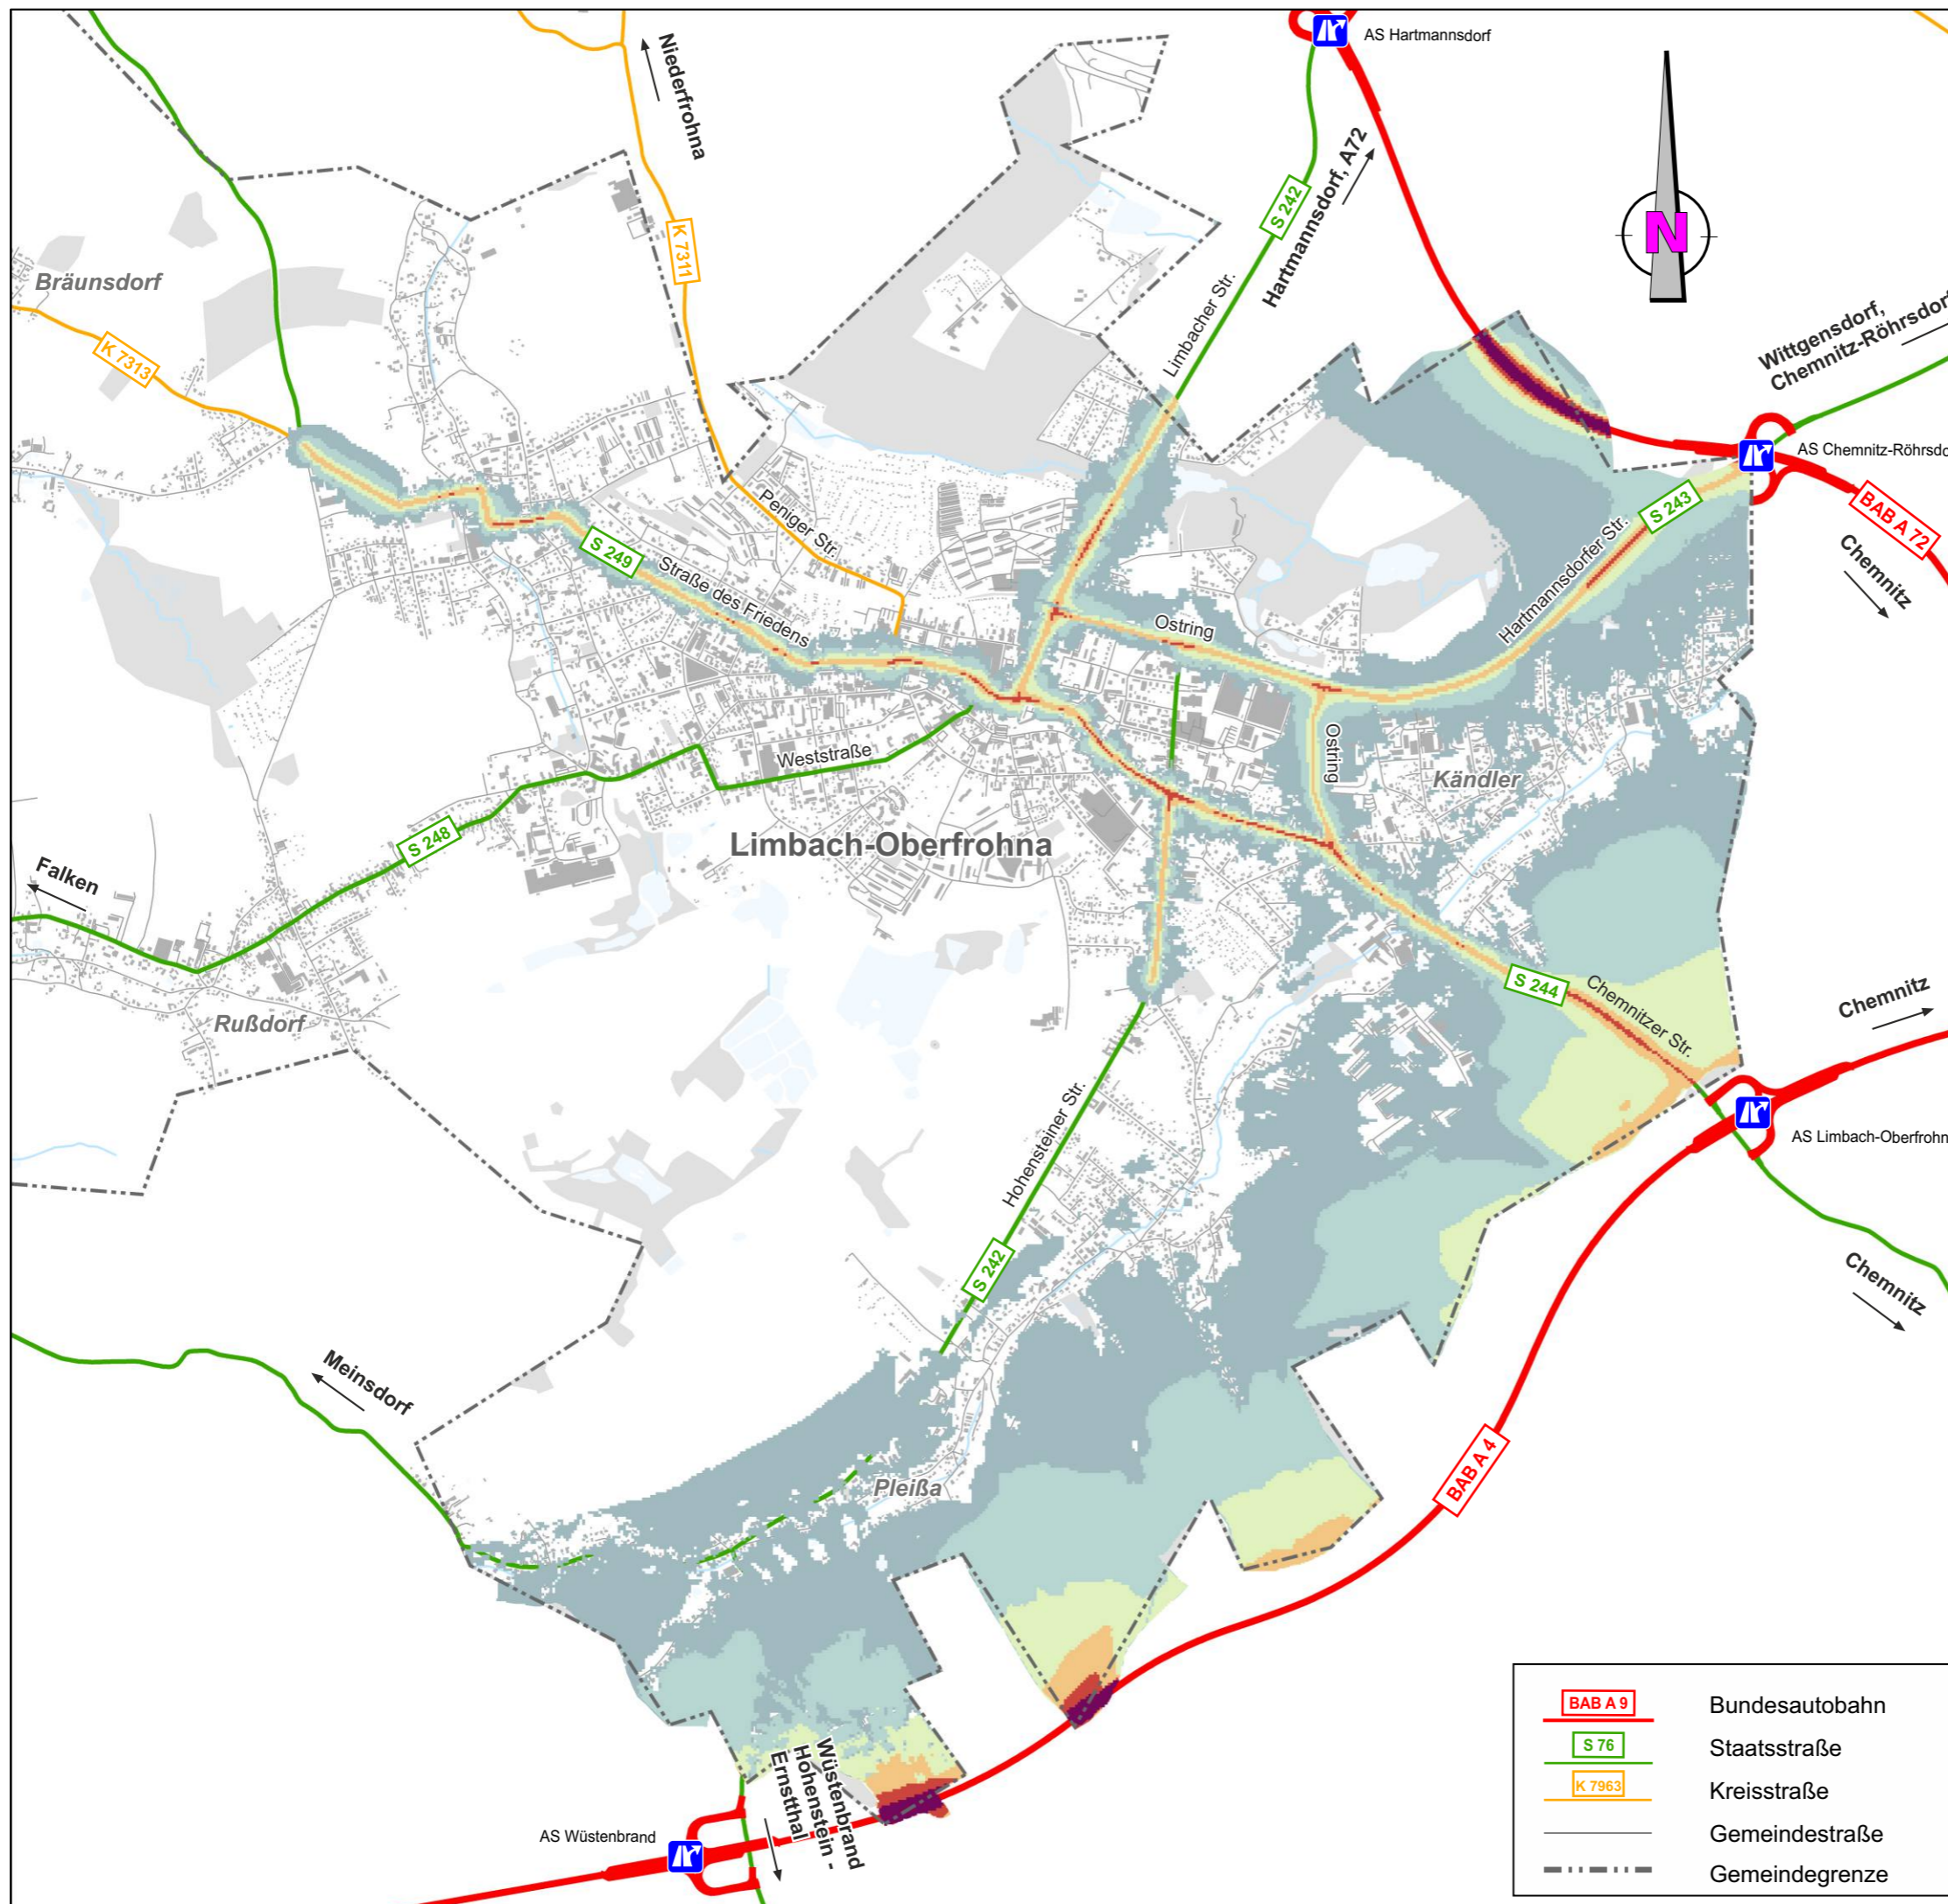 AS Hartmannsdorf
Niederfrohna
Hartmannsdorf, A72
S 242
N
K 7311
Bräunsdorf
Limbacher Str.
Wittgensdorf,
K 7313
AS Chemnitz-Röhrsdo
S 243
BAB A 72
Peniger Str.
Hartmannsdorfer Str.
S 249
Chemnitz
Straße des Friedens
Ostring
Weststraße
Ostring
Kändler
Limbach-Oberfrohna
S 248
Falken
S 244
Chemnitzer Str.
Chemnitz
Rußdorf
AS Limbach-Oberfrohn
Hohensteiner Str.
S 242
Chemnitz
Meinsdorf
BAB A 4
Pleißa
Wüstenbrand
Hohenstein -
Ernstthal
AS Wüstenbrand
BAB A 9
Bundesautobahn
S 76
Staatsstraße
K 7963
Kreisstraße
Gemeindestraße
Gemeindegrenze